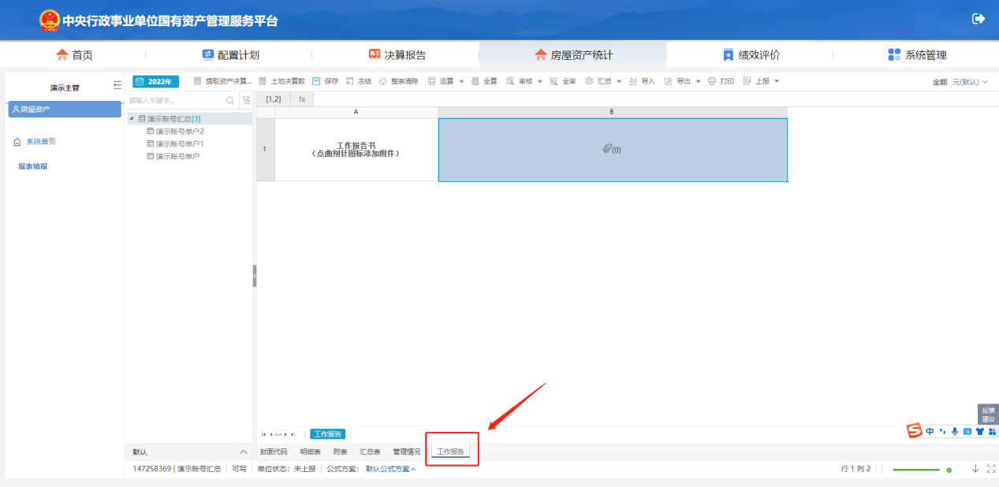 中央行政事业单位国有资产管理服务平台
首页 配置计划 决算报告 房屋资产统计 绩效评价 系统管理
演示主管
房屋资产
系统首页
报表填报
2022年 提取资产决算... 土地决算数 保存 冻结 整表清除 运算 全算 审核 全审 汇总 导入 导出 打印 上报 金额 元(默认)
请输入关键字...
演示账号汇总[3]
演示账号单户2
演示账号单户1
演示账号单户
[1,2] fx
A B
1
工作报告书
(点曲别针图标添加附件)
(0)
反馈
建议
中
工作报告
默认
封面代码 明细表 附表 汇总表 管理情况 工作报告
147258369 | 演示账号汇总 可写 单位状态: 未上报 公式方案: 默认公式方案 行 1 列 2